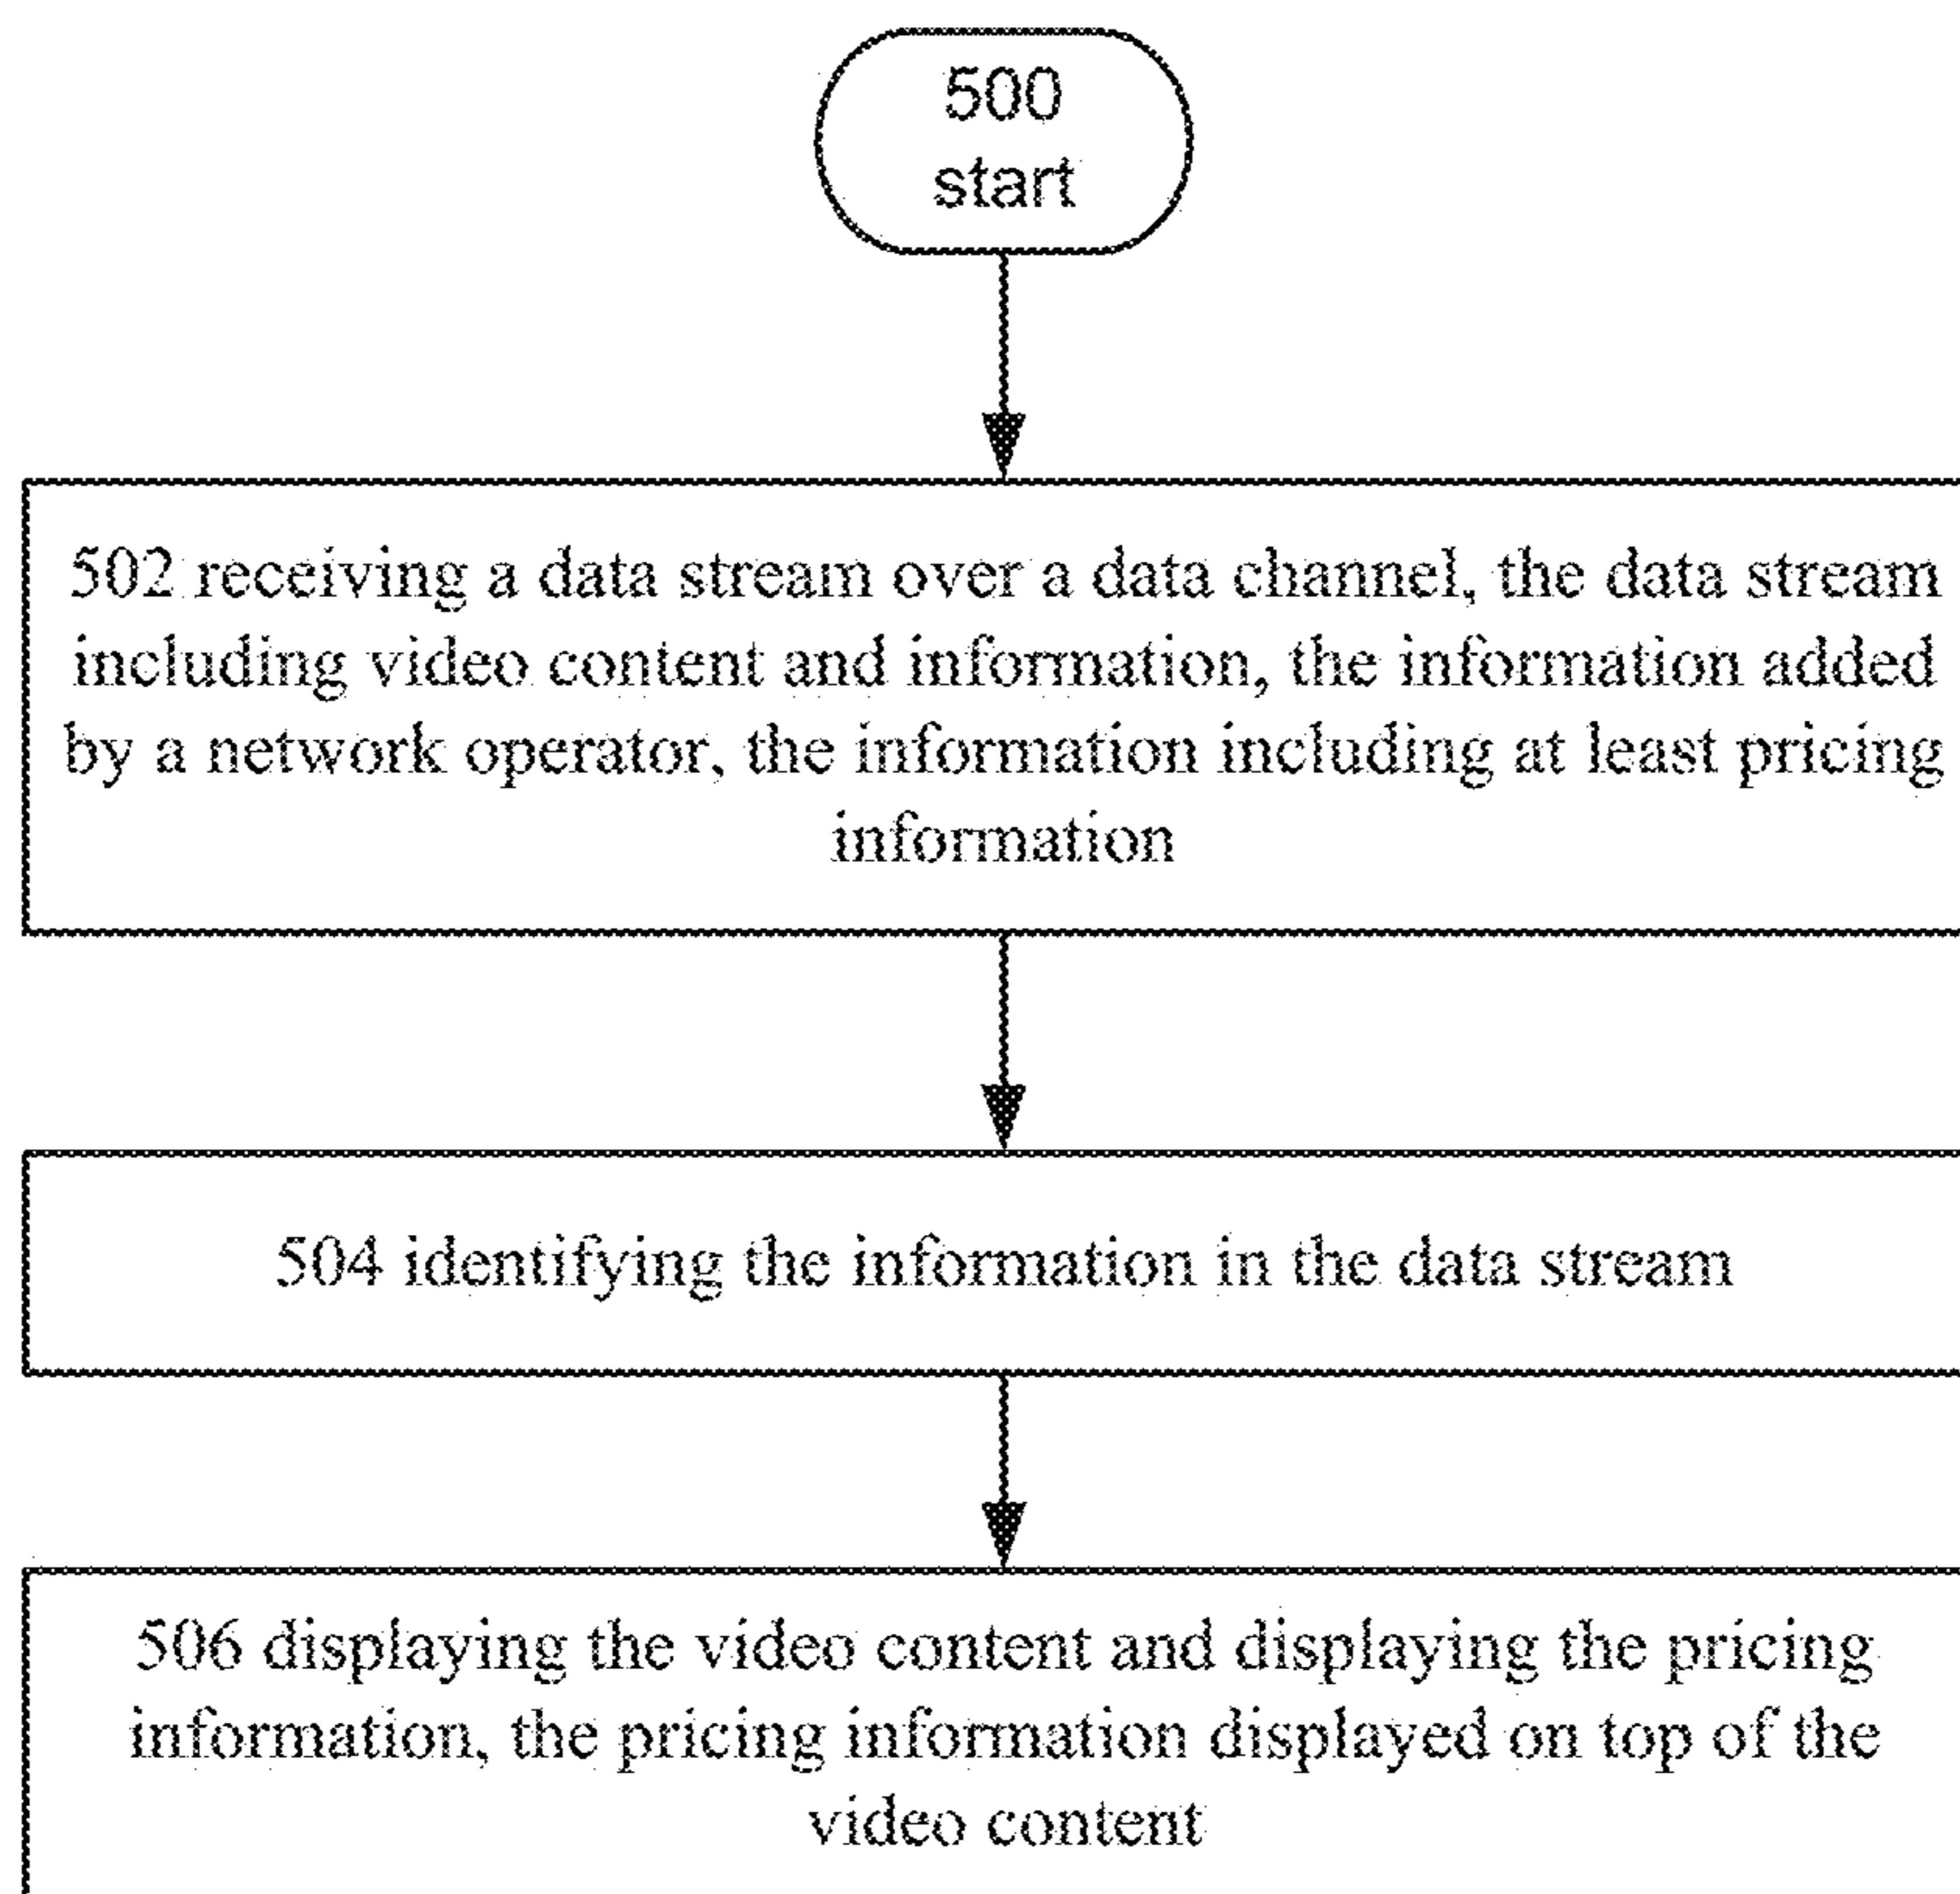 500
start
502 receiving a data stream over a data channel, the data stream
including video content and information, the information added
by a network operator, the information including at least pricing
information
504 identifying the information in the data stream
506 displaying the video content and displaying the pricing
information, the pricing information displayed on top of the
video content